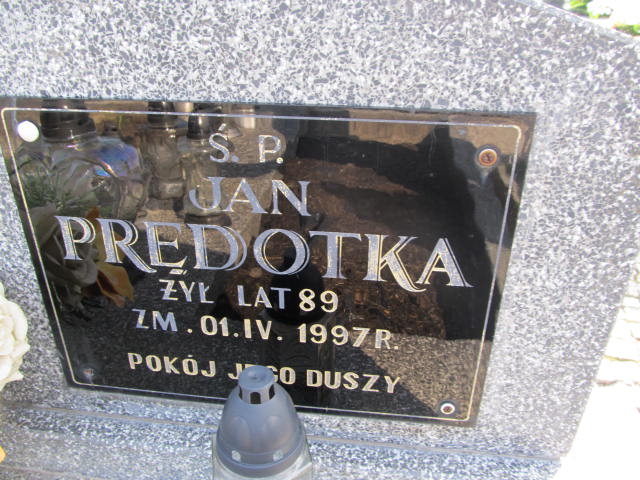 Ś. P.
JAN
PRĘDOTKA
ŻYŁ LAT 89
ZM. 01.IV. 1997 R.
POKÓJ JEGO DUSZY